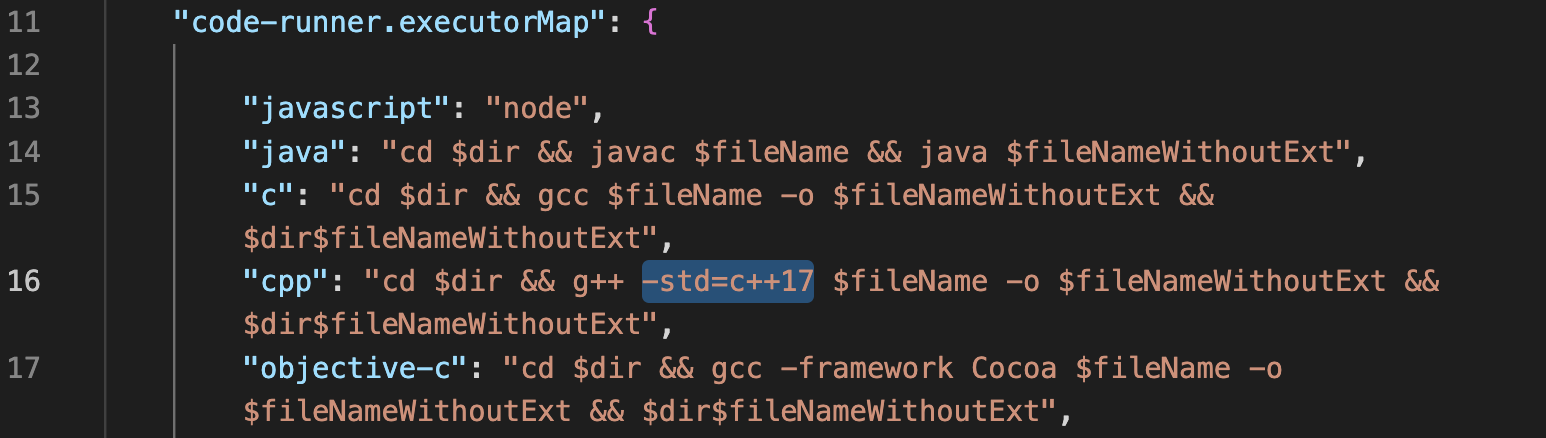 11 "code-runner.executorMap": {
12
13 "javascript": "node",
14 "java": "cd $dir && javac $fileName && java $fileNameWithoutExt",
15 "c": "cd $dir && gcc $fileName -o $fileNameWithoutExt &&
$dir$fileNameWithoutExt",
16 "cpp": "cd $dir && g++ -std=c++17 $fileName -o $fileNameWithoutExt &&
$dir$fileNameWithoutExt",
17 "objective-c": "cd $dir && gcc -framework Cocoa $fileName -o
$fileNameWithoutExt && $dir$fileNameWithoutExt",